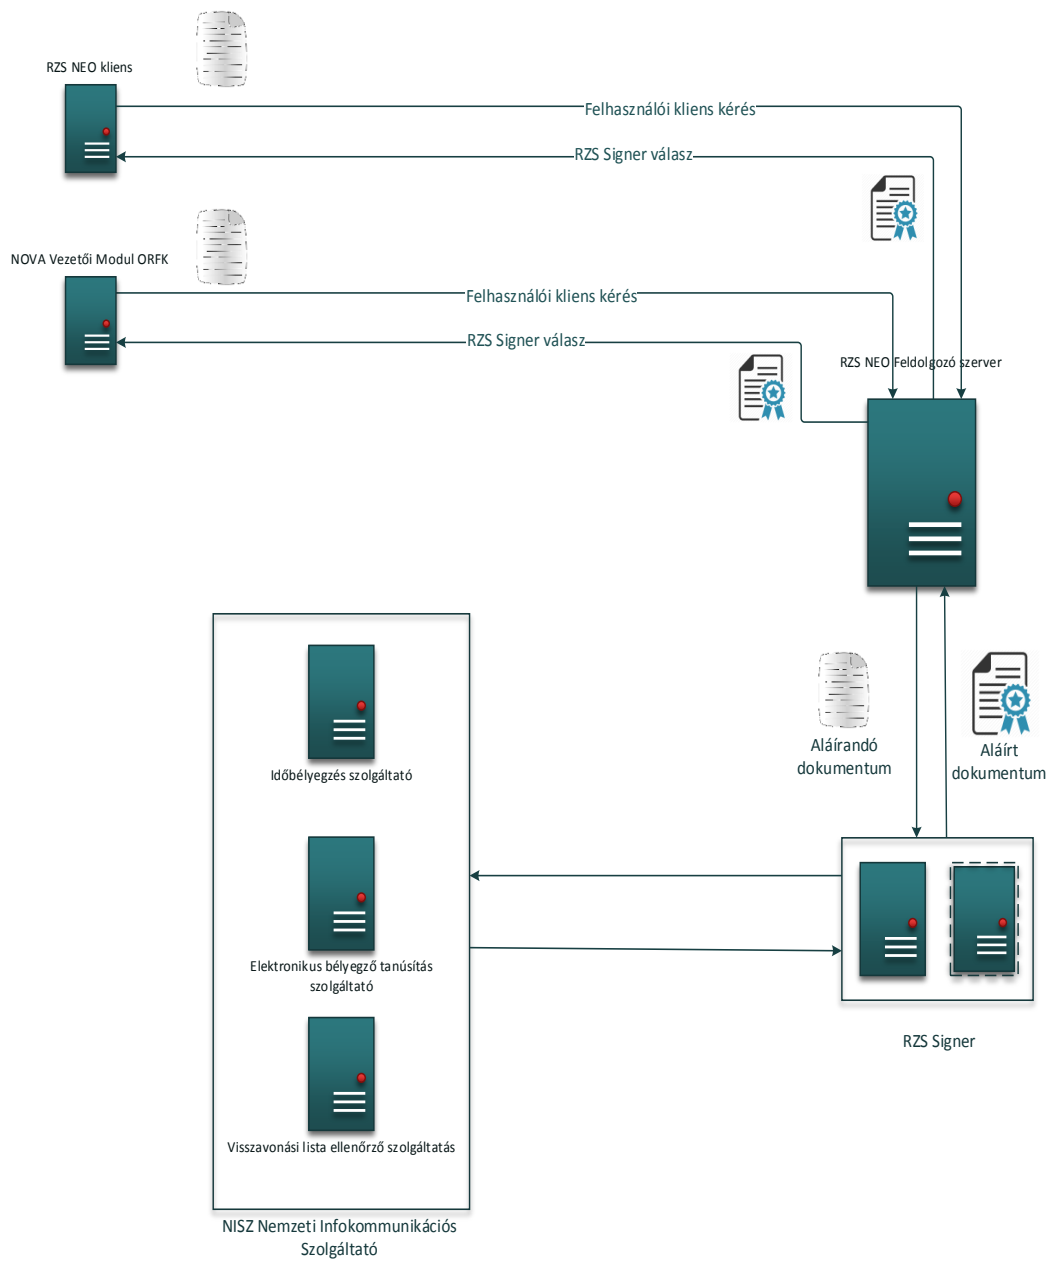 RZS NEO kliens
Felhasználói kliens kérés
RZS Signer válasz
NOVA Vezetői Modul ORFK
Felhasználói kliens kérés
RZS Signer válasz
RZS NEO Feldolgozó szerver
Aláírandó
dokumentum
Aláírt
dokumentum
Időbélyegzés szolgáltató
Elektronikus bélyegző tanúsítás
szolgáltató
RZS Signer
Visszavonási lista ellenőrző szolgáltatás
NISZ Nemzeti Infokommunikációs
Szolgáltató